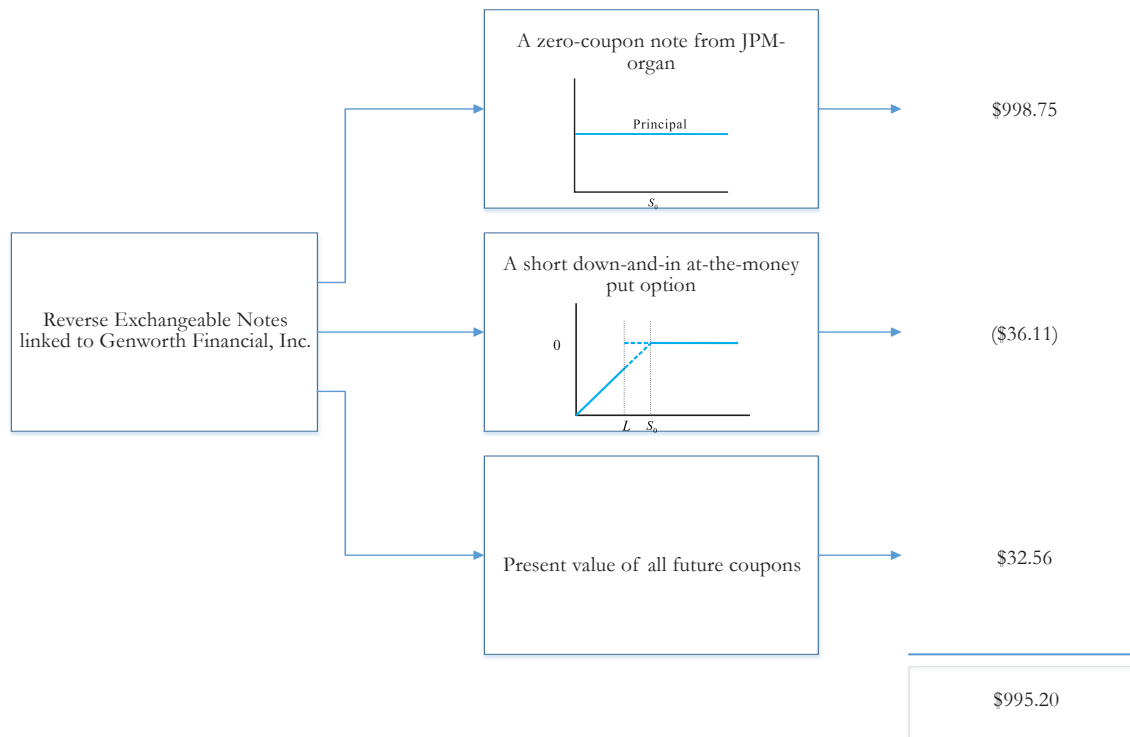 A zero-coupon note from JPM-
organ
Principal
S₀
$998.75
Reverse Exchangeable Notes
linked to Genworth Financial, Inc.
A short down-and-in at-the-money
put option
0
L S₀
($36.11)
Present value of all future coupons
$32.56
$995.20